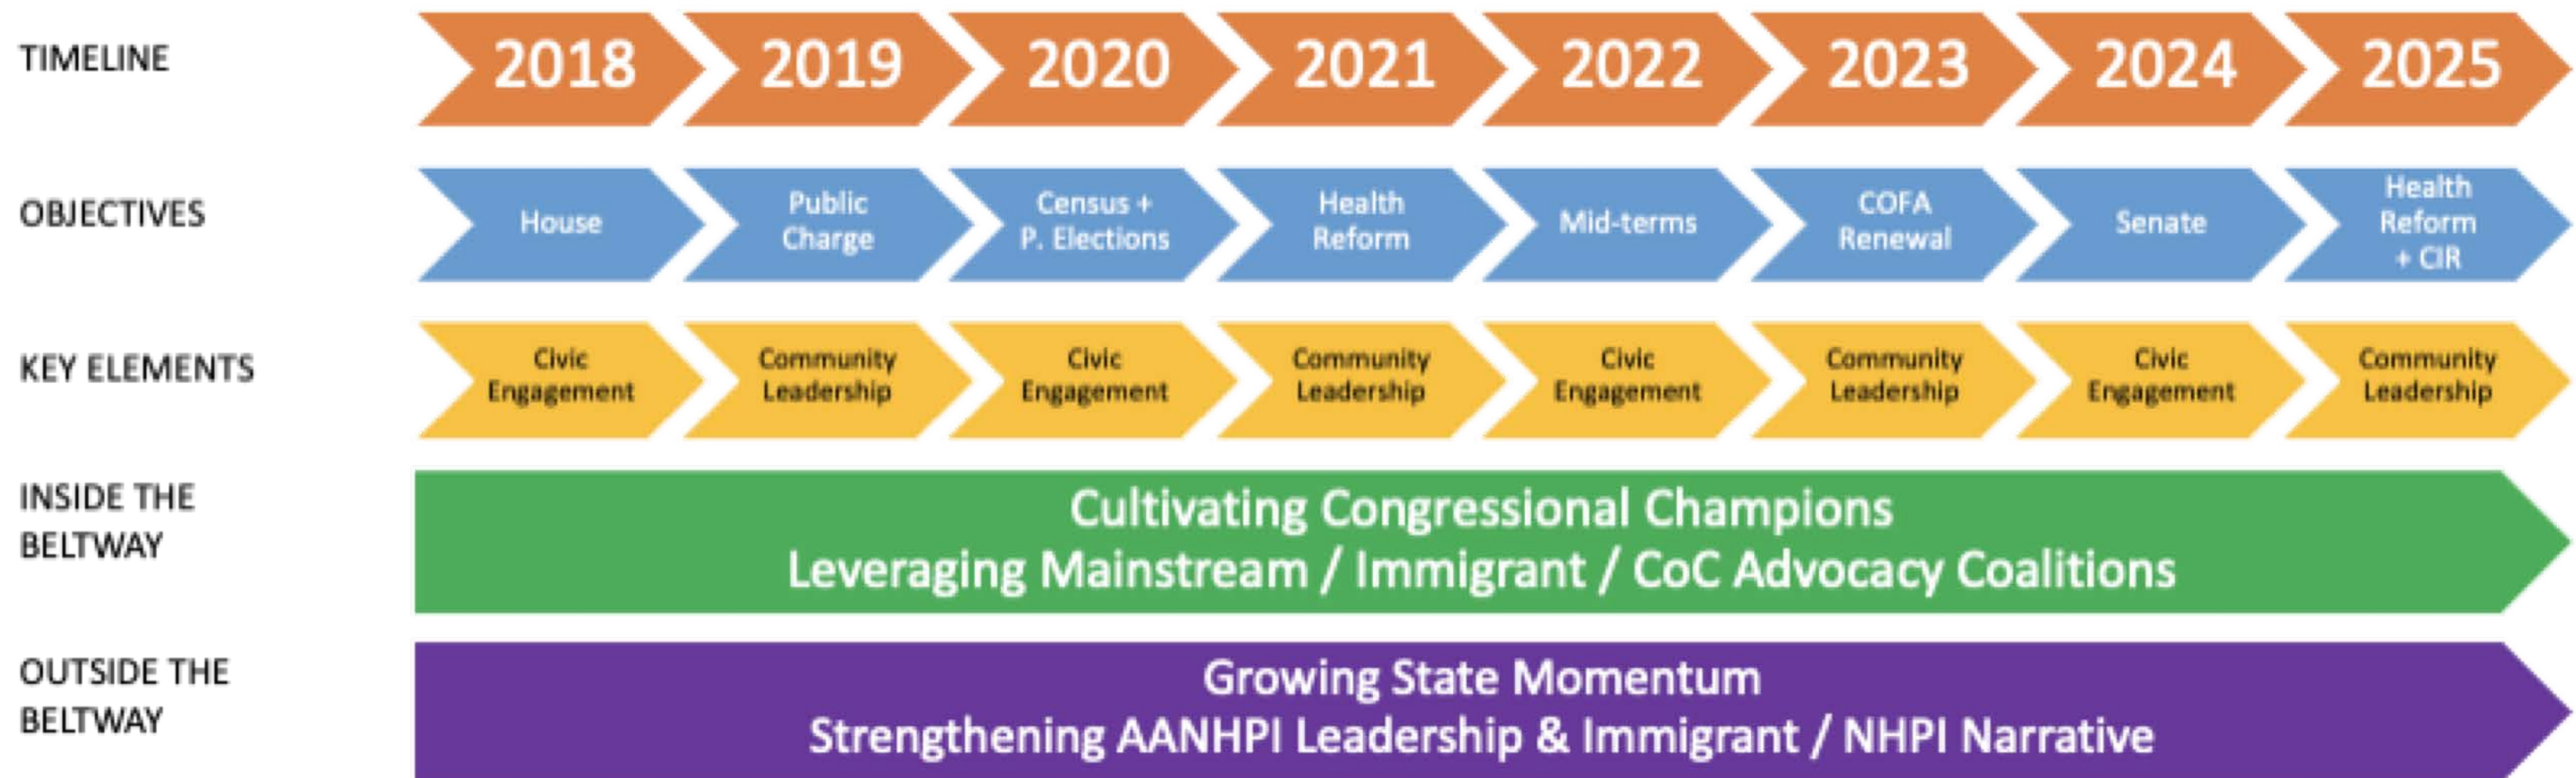 TIMELINE
2018 2019 2020 2021 2022 2023 2024 2025
OBJECTIVES
House
Public
Charge
Census +
P. Elections
Health
Reform
Mid-terms
COFA
Renewal
Senate
Health
Reform
+ CIR
KEY ELEMENTS
Civic
Engagement
Community
Leadership
Civic
Engagement
Community
Leadership
Civic
Engagement
Community
Leadership
Civic
Engagement
Community
Leadership
INSIDE THE
BELTWAY
Cultivating Congressional Champions
Leveraging Mainstream / Immigrant / CoC Advocacy Coalitions
OUTSIDE THE
BELTWAY
Growing State Momentum
Strengthening AANHPI Leadership & Immigrant / NHPI Narrative